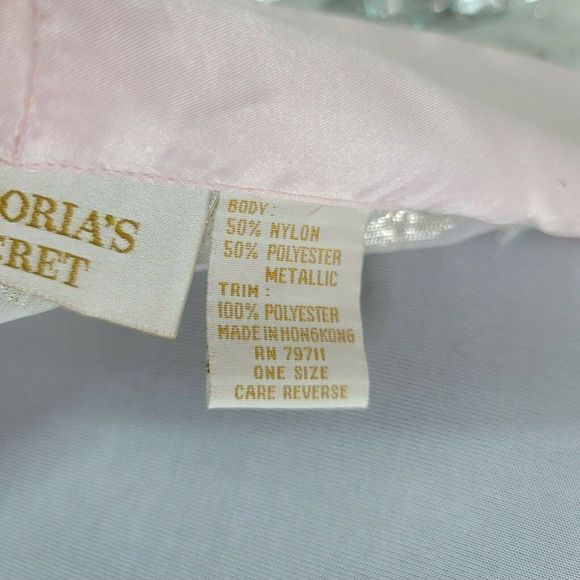 ORIA'S
CRET
BODY:
50% NYLON
50% POLYESTER
METALLIC
TRIM:
100% POLYESTER
MADE IN HONGKONG
RN 79711
ONE SIZE
CARE REVERSE